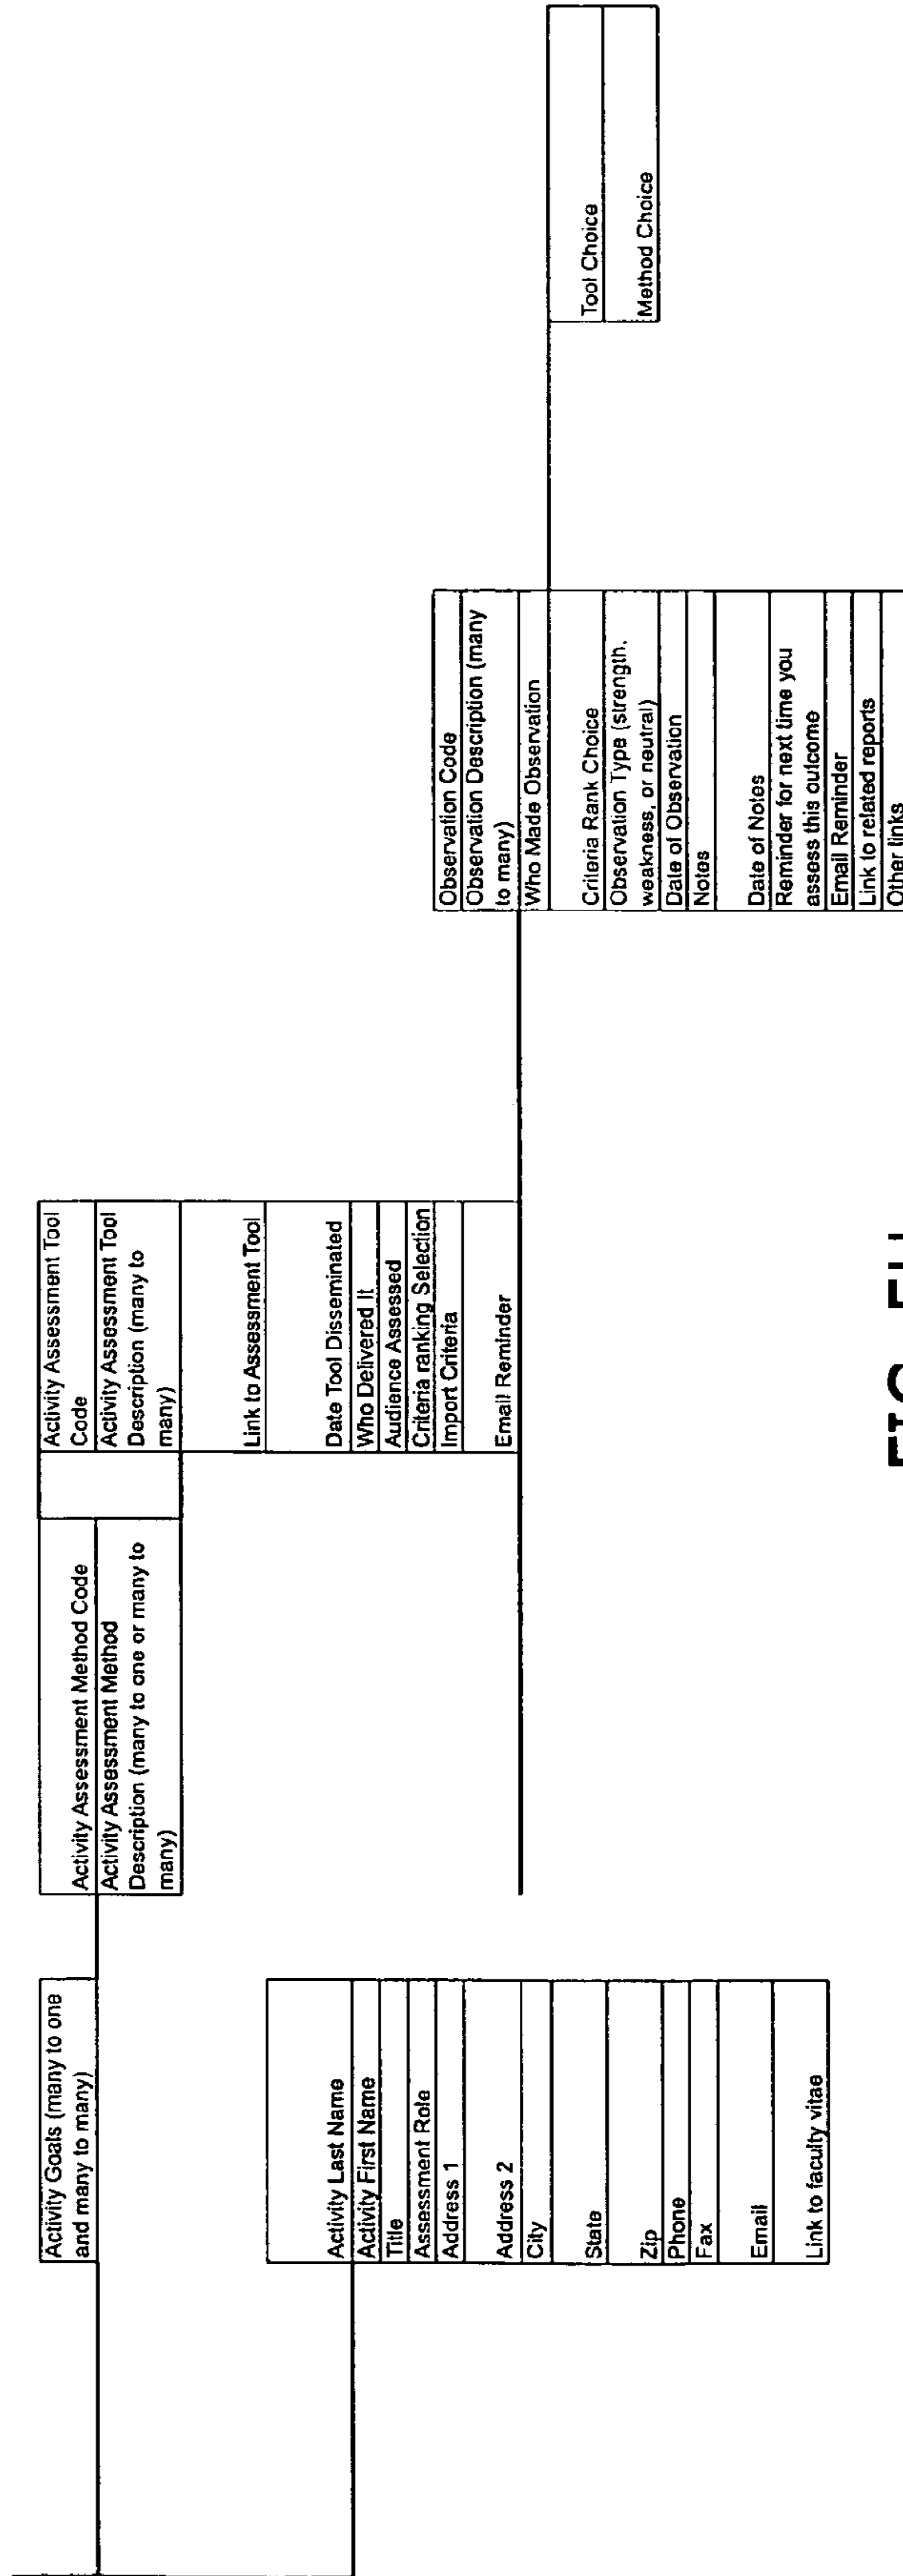 Activity Goals (many to one
and many to many)
Activity Last Name
Activity First Name
Title
Assessment Role
Address 1
Address 2
City
State
Zip
Phone
Fax
Email
Link to faculty vitae
Activity Assessment Method Code
Activity Assessment Method
Description (many to one or many to
many)
Activity Assessment Tool
Code
Activity Assessment Tool
Description (many to
many)
Link to Assessment Tool
Date Tool Disseminated
Who Delivered It
Audience Assessed
Criteria ranking Selection
Import Criteria
Email Reminder
Observation Code
Observation Description (many
to many)
Who Made Observation
Criteria Rank Choice
Observation Type (strength,
weakness, or neutral)
Date of Observation
Notes
Date of Notes
Reminder for next time you
assess this outcome
Email Reminder
Link to related reports
Other links
Tool Choice
Method Choice